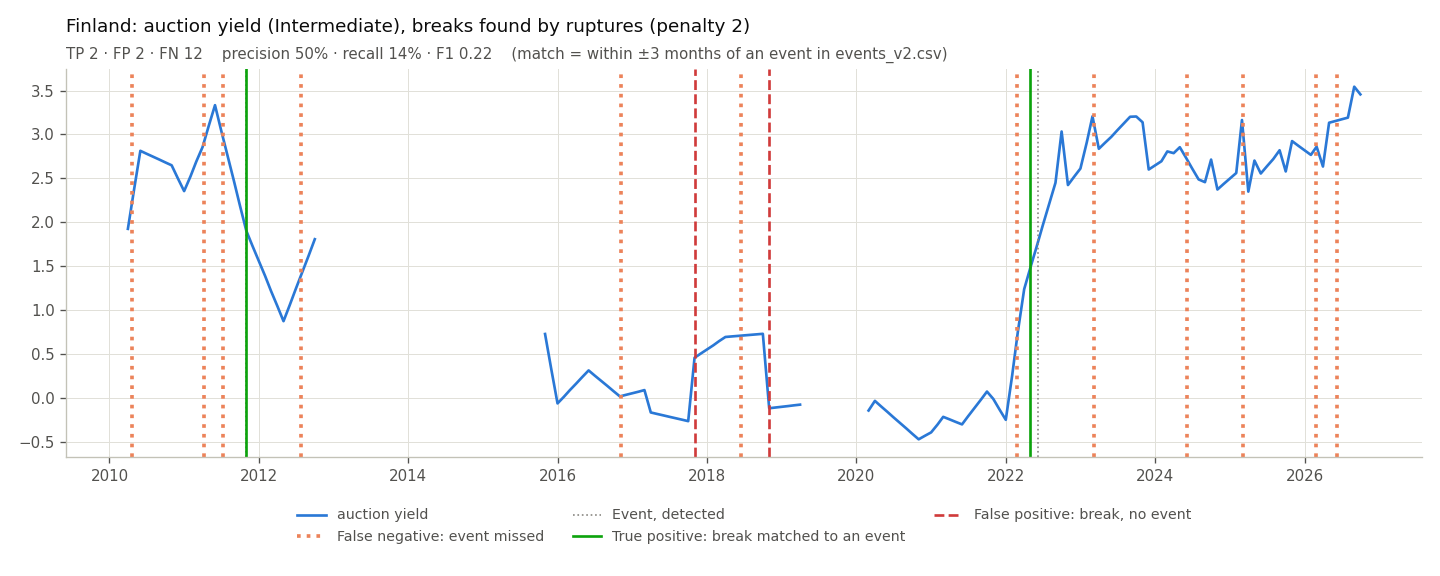 Finland: auction yield (Intermediate), breaks found by ruptures (penalty 2)
TP 2 · FP 2 · FN 12    precision 50% · recall 14% · F1 0.22    (match = within ±3 months of an event in events_v2.csv)
3.5
3.0
2.5
2.0
1.5
1.0
0.5
0.0
−0.5
2010 2012 2014 2016 2018 2020 2022 2024 2026
auction yield    Event, detected    False positive: break, no event
False negative: event missed    True positive: break matched to an event